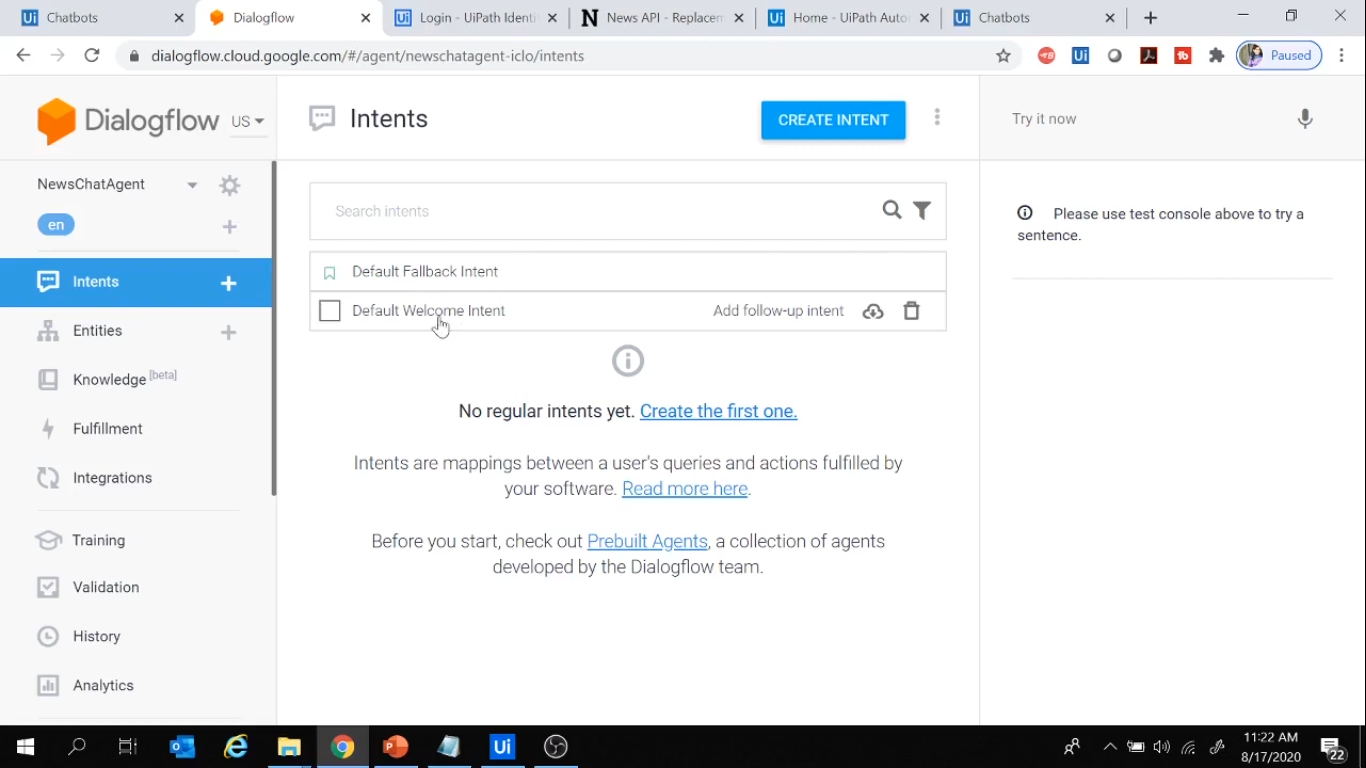 Chatbots
Dialogflow
Login - UiPath Identi
News API - Replacem
Home - UiPath Auto
Chatbots
dialogflow.cloud.google.com/#/agent/newschatagent-iclo/intents
Paused
Dialogflow
US
Intents
CREATE INTENT
Try it now
NewsChatAgent
en
Search intents
Please use test console above to try a
sentence.
Intents
Entities
Knowledge [beta]
Fulfillment
Integrations
Training
Validation
History
Analytics
Default Fallback Intent
Default Welcome Intent
Add follow-up intent
No regular intents yet. Create the first one.
Intents are mappings between a user's queries and actions fulfilled by
your software. Read more here.
Before you start, check out Prebuilt Agents, a collection of agents
developed by the Dialogflow team.
Ui
11:22 AM
8/17/2020
22